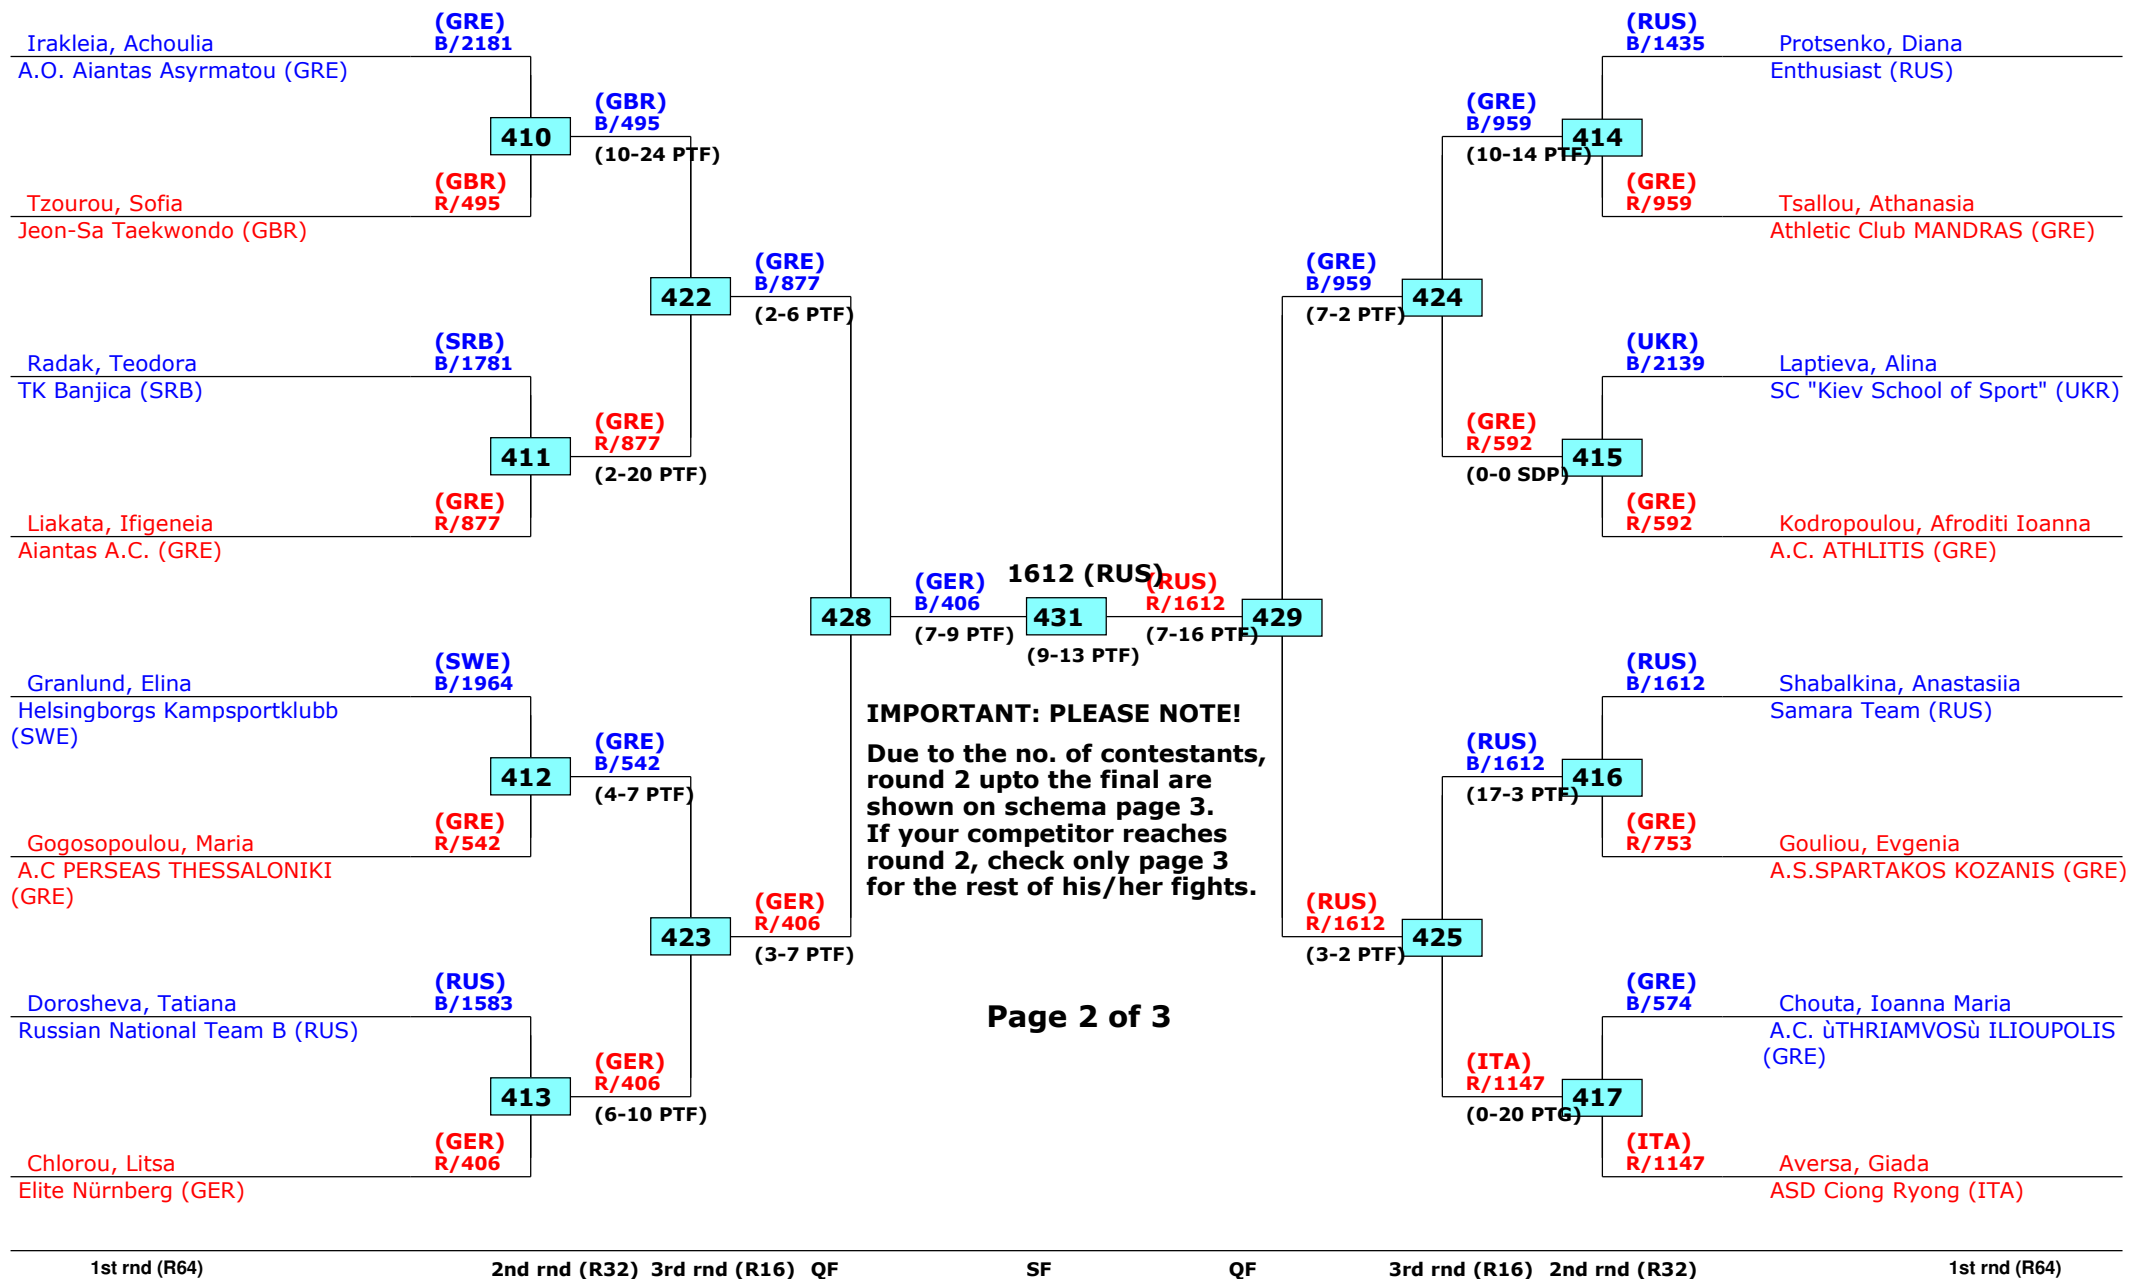 (GRE)
Irakleia, Achoulia B/2181
A.O. Aiantas Asyrmatou (GRE)
(GBR)
B/495
410
(10-24 PTF)
(GBR)
Tzourou, Sofia R/495
Jeon-Sa Taekwondo (GBR)
(GRE)
B/877
422
(2-6 PTF)
(SRB)
Radak, Teodora B/1781
TK Banjica (SRB)
(GRE)
R/877
411
(2-20 PTF)
(GRE)
Liakata, Ifigeneia R/877
Aiantas A.C. (GRE)
428
(GER)
B/406
(7-9 PTF)
(SWE)
Granlund, Elina B/1964
Helsingborgs Kampsportklubb
(SWE)
(GRE)
B/542
412
(4-7 PTF)
(GRE)
Gogosopoulou, Maria R/542
A.C PERSEAS THESSALONIKI
(GRE)
(GER)
R/406
423
(3-7 PTF)
(RUS)
Dorosheva, Tatiana B/1583
Russian National Team B (RUS)
(GER)
R/406
413
(6-10 PTF)
(GER)
Chlorou, Litsa R/406
Elite Nürnberg (GER)
1612 (RUS)
431
(9-13 PTF)
IMPORTANT: PLEASE NOTE!
Due to the no. of contestants,
round 2 upto the final are
shown on schema page 3.
If your competitor reaches
round 2, check only page 3
for the rest of his/her fights.
Page 2 of 3
(RUS)
B/1435 Protsenko, Diana
Enthusiast (RUS)
(GRE)
B/959
414
(10-14 PTF)
(GRE)
R/959 Tsallou, Athanasia
Athletic Club MANDRAS (GRE)
(GRE)
B/959
424
(7-2 PTF)
(UKR)
B/2139 Laptieva, Alina
SC "Kiev School of Sport" (UKR)
(GRE)
R/592
415
(0-0 SDP)
(GRE)
R/592 Kodropoulou, Afroditi Ioanna
A.C. ATHLITIS (GRE)
(RUS)
R/1612
429
(7-16 PTF)
(RUS)
B/1612 Shabalkina, Anastasiia
Samara Team (RUS)
(RUS)
B/1612
416
(17-3 PTF)
(GRE)
R/753 Gouliou, Evgenia
A.S.SPARTAKOS KOZANIS (GRE)
(RUS)
R/1612
425
(3-2 PTF)
(GRE)
B/574 Chouta, Ioanna Maria
A.C. ùTHRIAMVOSù ILIOUPOLIS
(GRE)
(ITA)
R/1147
417
(0-20 PTG)
(ITA)
R/1147 Aversa, Giada
ASD Ciong Ryong (ITA)
1st rnd (R64) 2nd rnd (R32) 3rd rnd (R16) QF SF QF 3rd rnd (R16) 2nd rnd (R32) 1st rnd (R64)